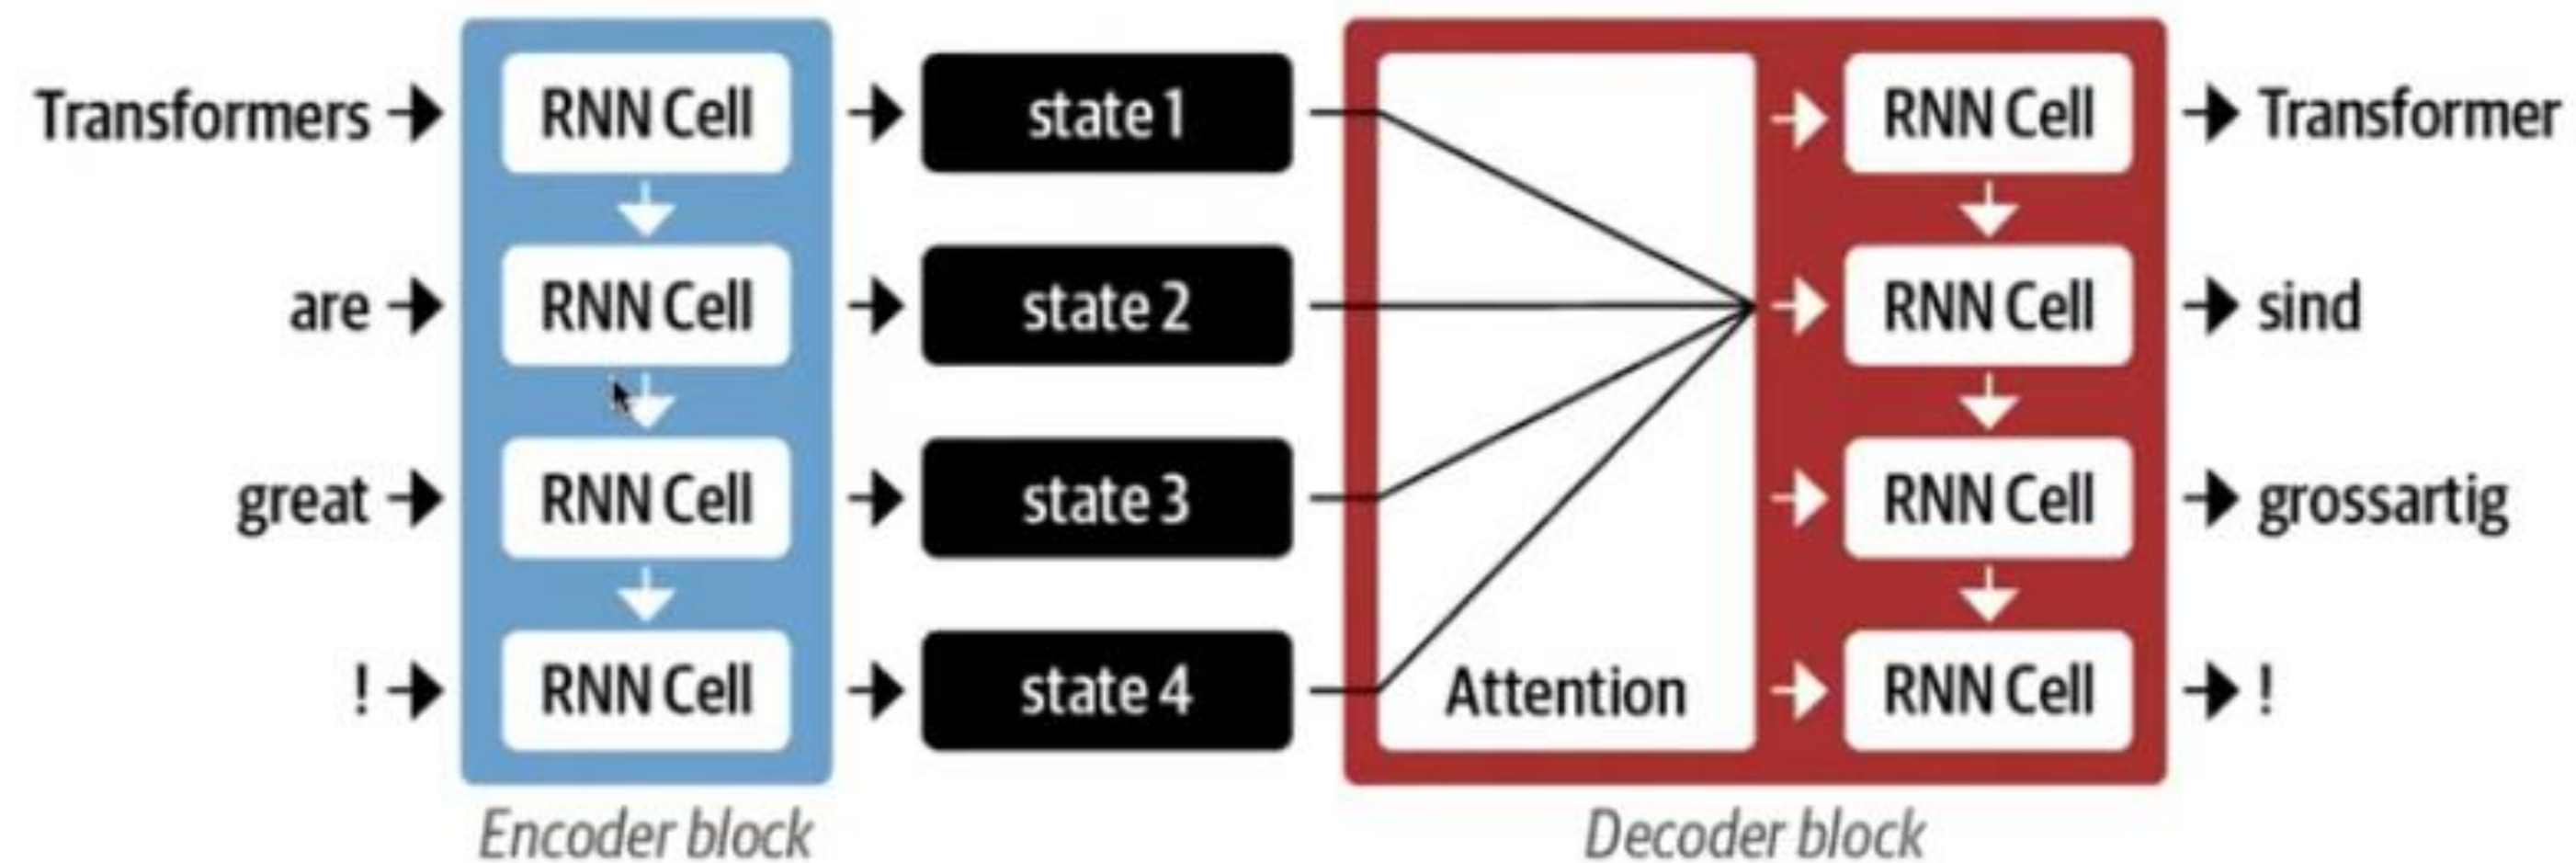 Transformers RNN Cell state 1 RNN Cell Transformer
are RNN Cell state 2 RNN Cell sind
great RNN Cell state 3 RNN Cell grossartig
! RNN Cell state 4 Attention RNN Cell !
Encoder block Decoder block